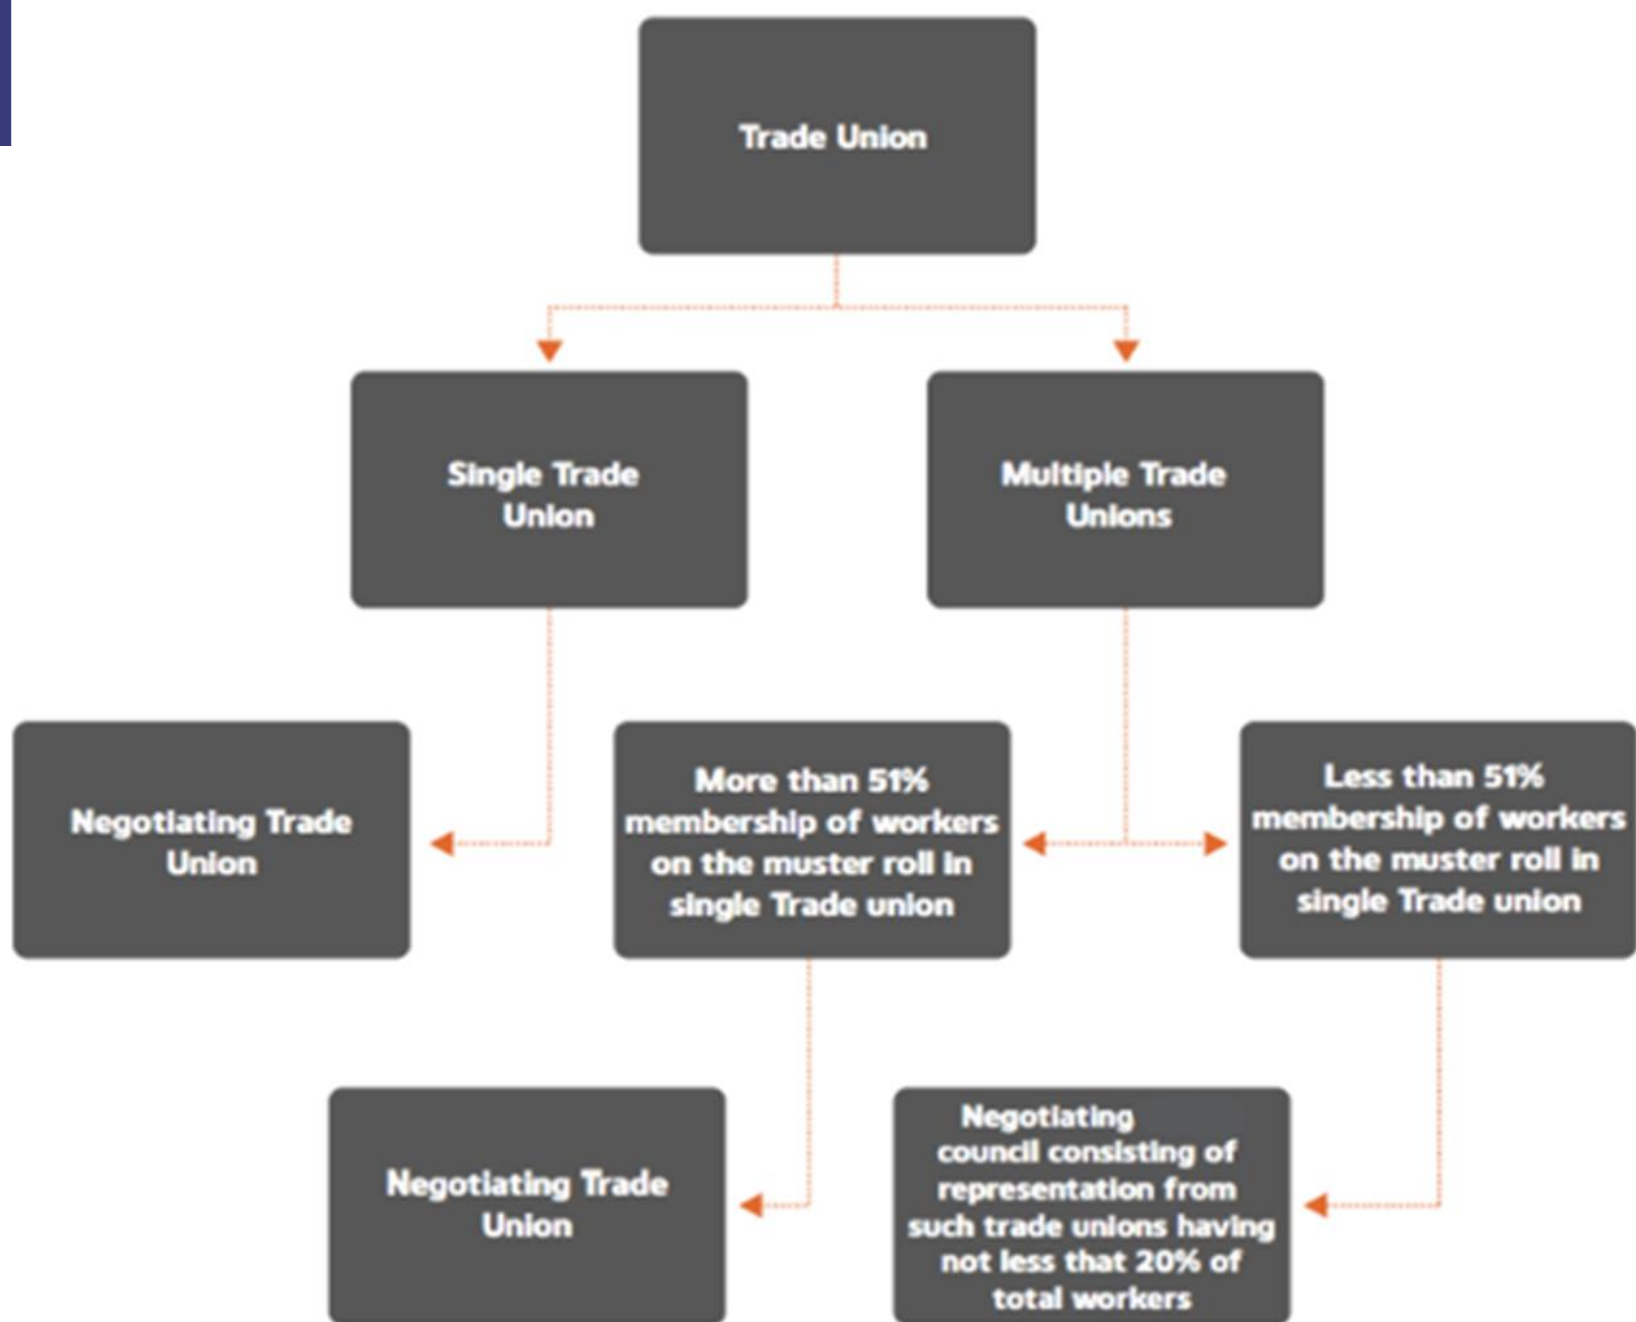 Trade Union
Single Trade
Union
Multiple Trade
Unions
Negotiating Trade
Union
More than 51%
membership of workers
on the muster roll in
single Trade union
Less than 51%
membership of workers
on the muster roll in
single Trade union
Negotiating Trade
Union
Negotiating
council consisting of
representation from
such trade unions having
not less that 20% of
total workers